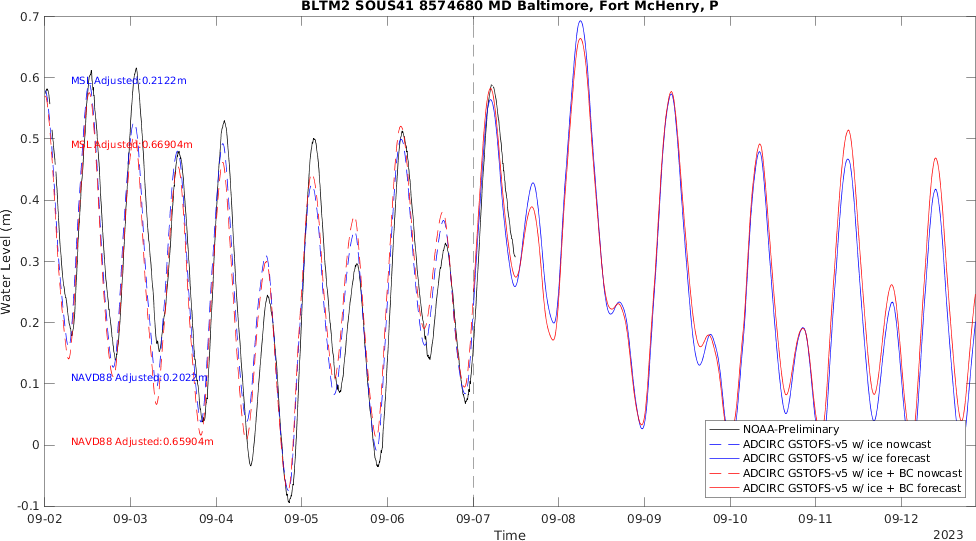 BLTM2 SOUS41 8574680 MD Baltimore, Fort McHenry, P
0.7
0.6
0.5
0.4
0.3
0.2
0.1
0
-0.1
Water Level (m)
MSL Adjusted:0.2122m
MSL Adjusted:0.66904m
NAVD88 Adjusted:0.2022m
NAVD88 Adjusted:0.65904m
NOAA-Preliminary
ADCIRC GSTOFS-v5 w/ ice nowcast
ADCIRC GSTOFS-v5 w/ ice forecast
ADCIRC GSTOFS-v5 w/ ice + BC nowcast
ADCIRC GSTOFS-v5 w/ ice + BC forecast
09-02 09-03 09-04 09-05 09-06 09-07 09-08 09-09 09-10 09-11 09-12
Time
2023